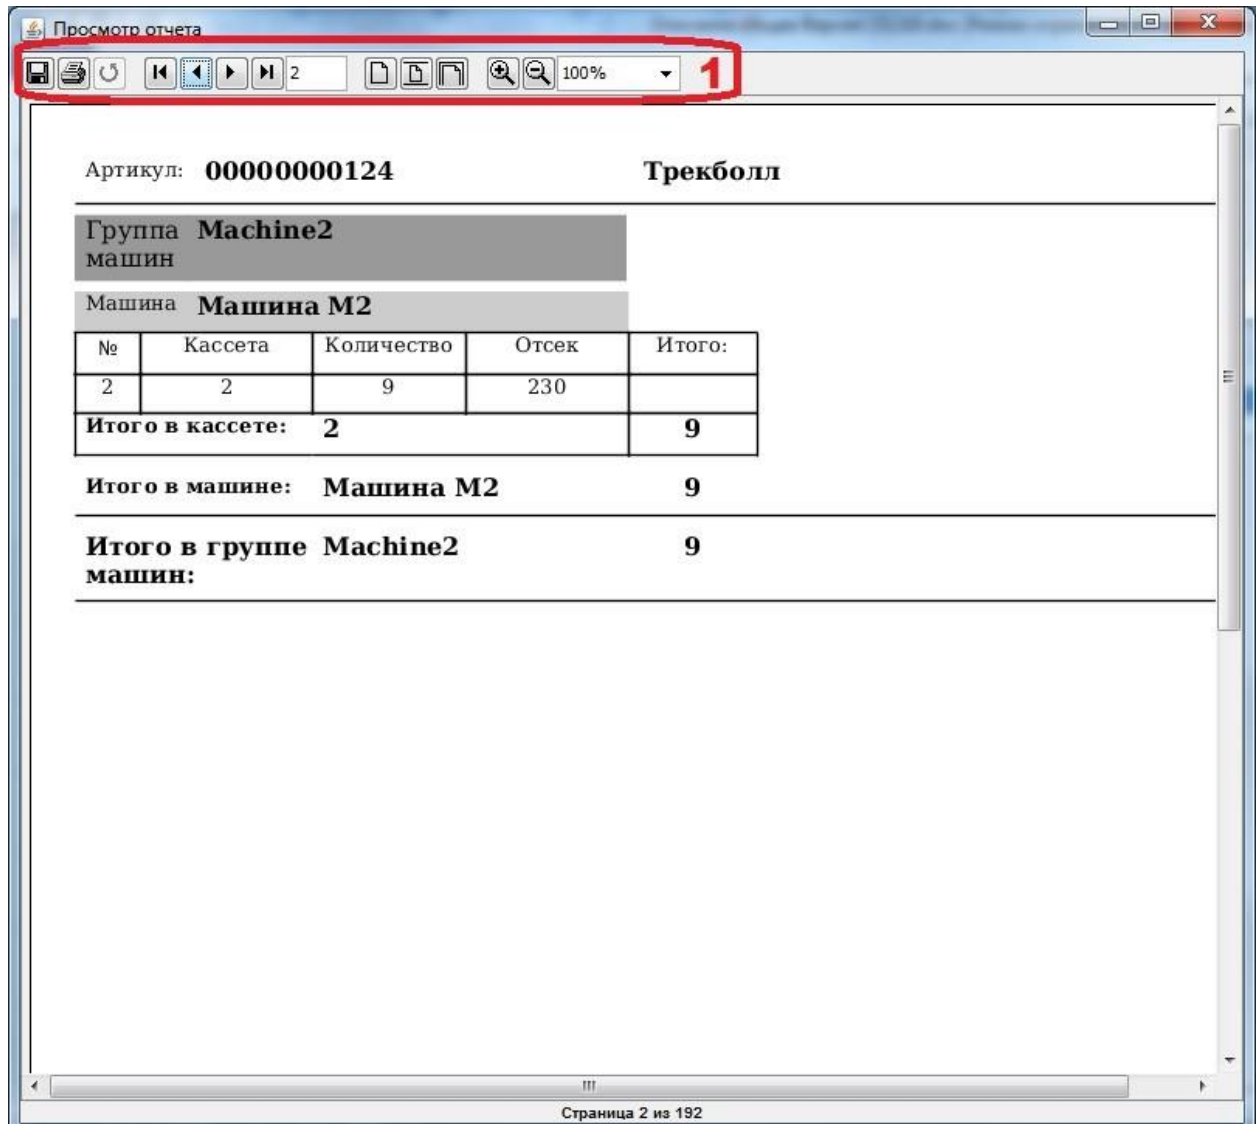 Просмотр отчета
2 100% 1
Артикул: 00000000124 Трекболл
Группа Machine2
машин
Машина Машина М2
№ Кассета Количество Отсек Итого:
2 2 9 230
Итого в кассете: 2 9
Итого в машине: Машина М2 9
Итого в группе Machine2 9
машин:
Страница 2 из 192